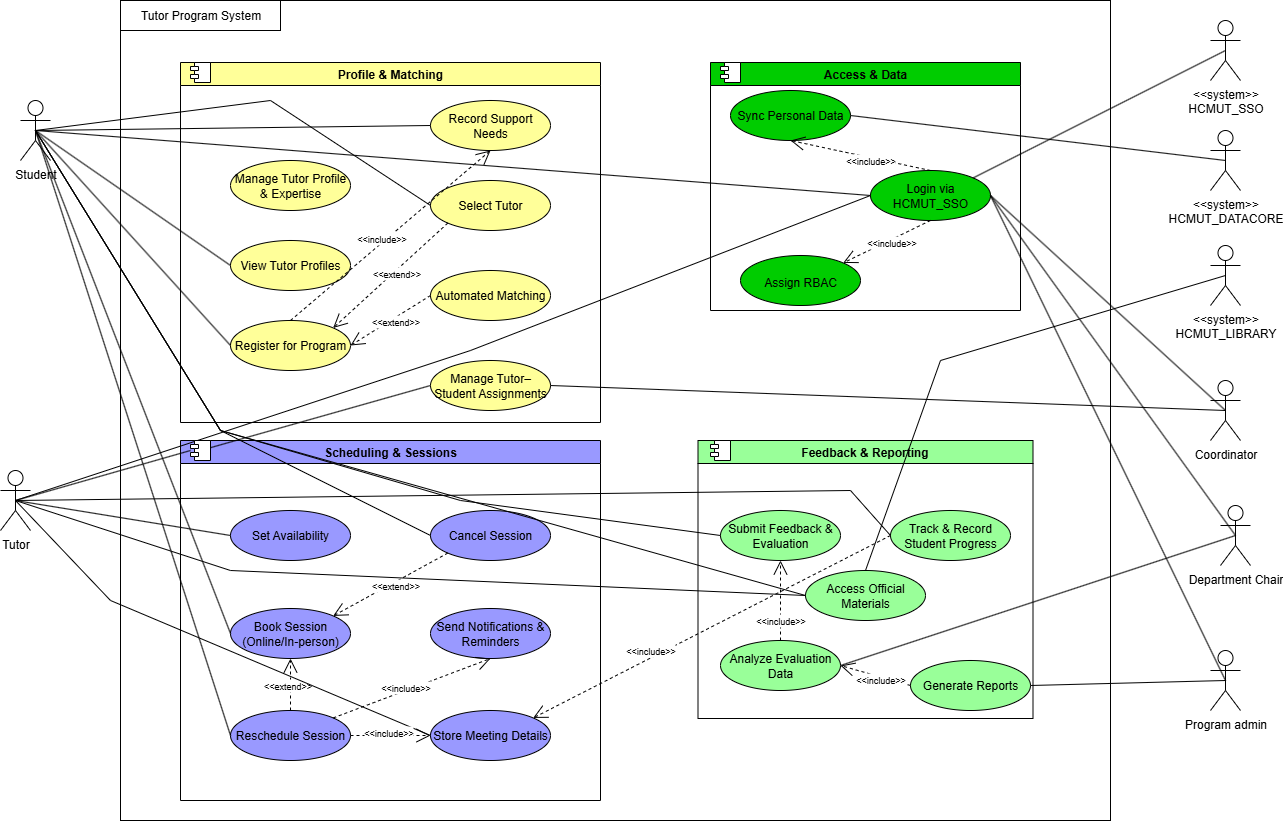 Tutor Program System
Profile & Matching
Record Support
Needs
Manage Tutor Profile
& Expertise
Select Tutor
<<include>>
View Tutor Profiles
<<extend>>
Automated Matching
<<extend>>
Register for Program
Manage Tutor–
Student Assignments
Access & Data
Sync Personal Data
<<include>>
Login via
HCMUT_SSO
<<include>>
Assign RBAC
Scheduling & Sessions
Set Availability
Cancel Session
<<extend>>
Book Session
(Online/In-person)
Send Notifications &
Reminders
<<extend>>
<<include>>
Reschedule Session
<<include>>
Store Meeting Details
Feedback & Reporting
Submit Feedback &
Evaluation
Track & Record
Student Progress
Access Official
Materials
<<include>>
<<include>>
Analyze Evaluation
Data
<<include>>
Generate Reports
Student
Tutor
<<system>>
HCMUT_SSO
<<system>>
HCMUT_DATACORE
<<system>>
HCMUT_LIBRARY
Coordinator
Department Chair
Program admin